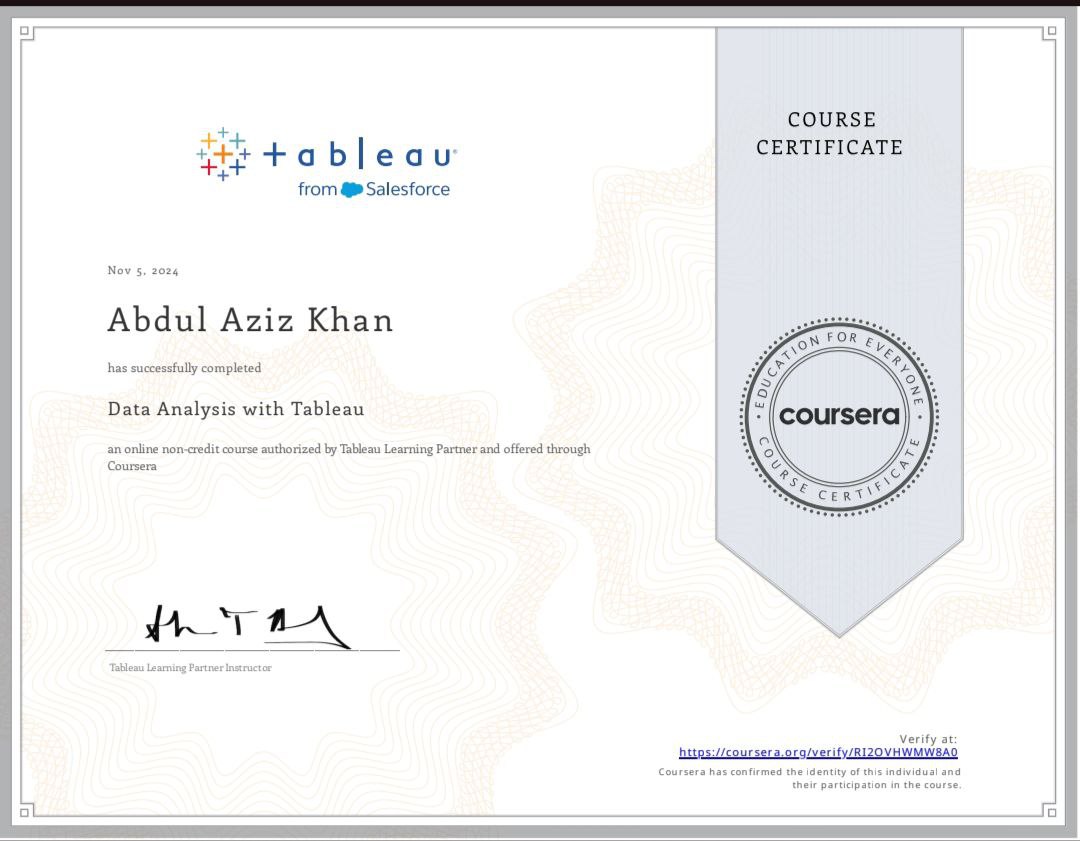 tableau
from Salesforce
COURSE
CERTIFICATE
Nov 5, 2024
Abdul Aziz Khan
has successfully completed
Data Analysis with Tableau
an online non-credit course authorized by Tableau Learning Partner and offered through
Coursera
EDUCATION FOR EVERYONE
coursera
COURSE CERTIFICATE
Tableau Learning Partner Instructor
Verify at:
https://coursera.org/verify/RI2OVHWMW8A0
Coursera has confirmed the identity of this individual and
their participation in the course.